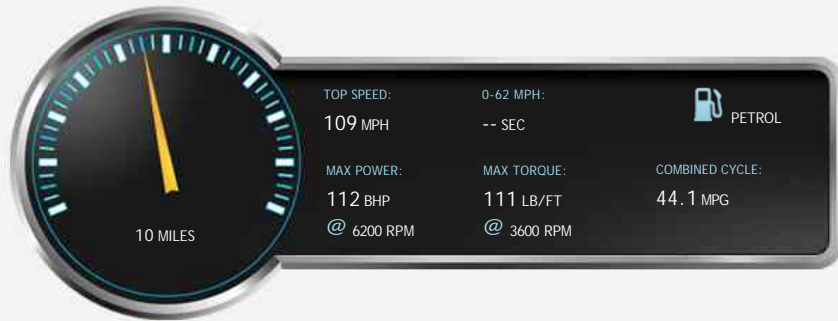 TOP SPEED:
109 MPH
0-62 MPH:
-- SEC
PETROL
MAX POWER:
112 BHP
@ 6200 RPM
MAX TORQUE:
111 LB/FT
@ 3600 RPM
COMBINED CYCLE:
44.1 MPG
10 MILES